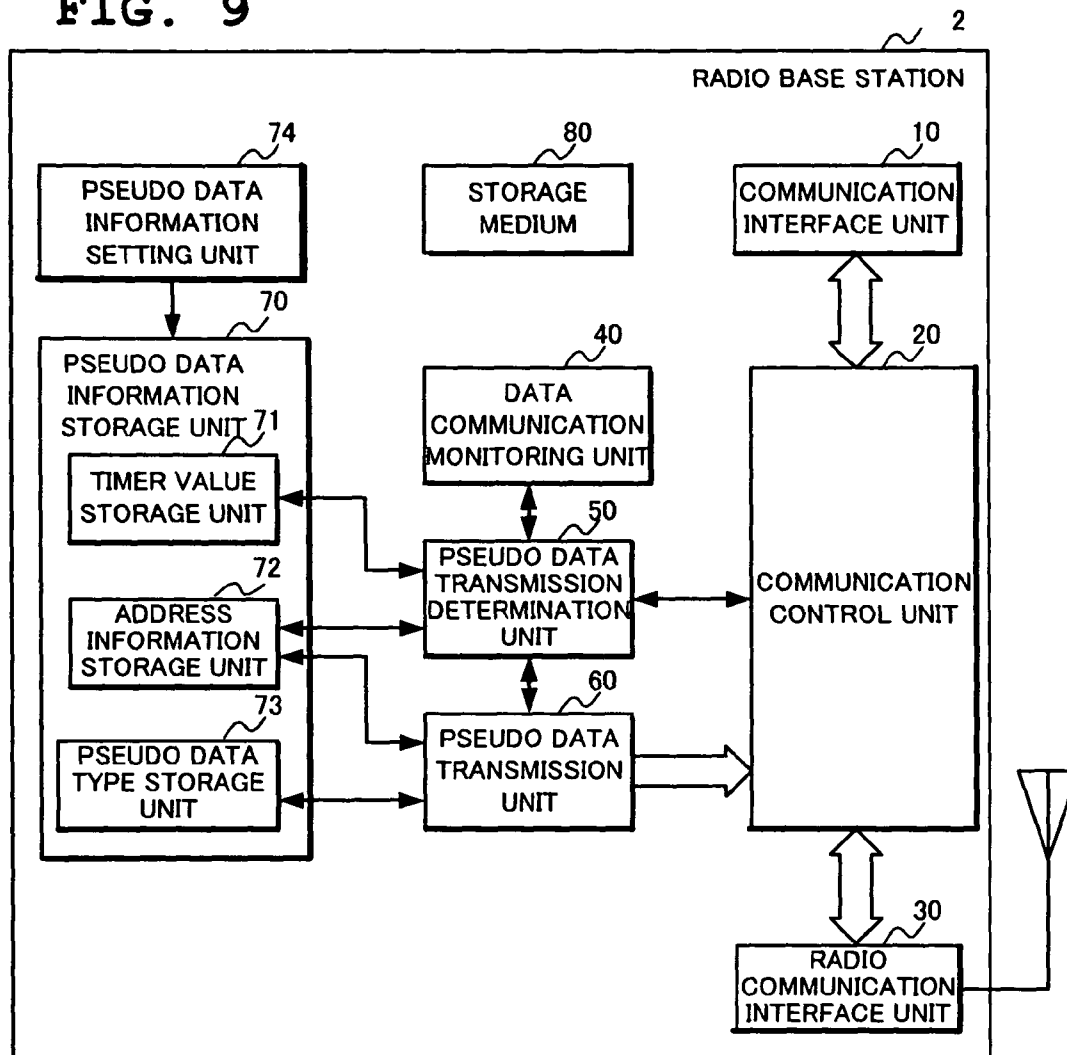 FIG. 9
2
RADIO BASE STATION
74
PSEUDO DATA
INFORMATION
SETTING UNIT
80
STORAGE
MEDIUM
10
COMMUNICATION
INTERFACE UNIT
70
PSEUDO DATA
INFORMATION
STORAGE UNIT
71
TIMER VALUE
STORAGE UNIT
72
ADDRESS
INFORMATION
STORAGE UNIT
73
PSEUDO DATA
TYPE STORAGE
UNIT
40
DATA
COMMUNICATION
MONITORING UNIT
50
PSEUDO DATA
TRANSMISSION
DETERMINATION
UNIT
60
PSEUDO DATA
TRANSMISSION
UNIT
20
COMMUNICATION
CONTROL UNIT
30
RADIO
COMMUNICATION
INTERFACE UNIT